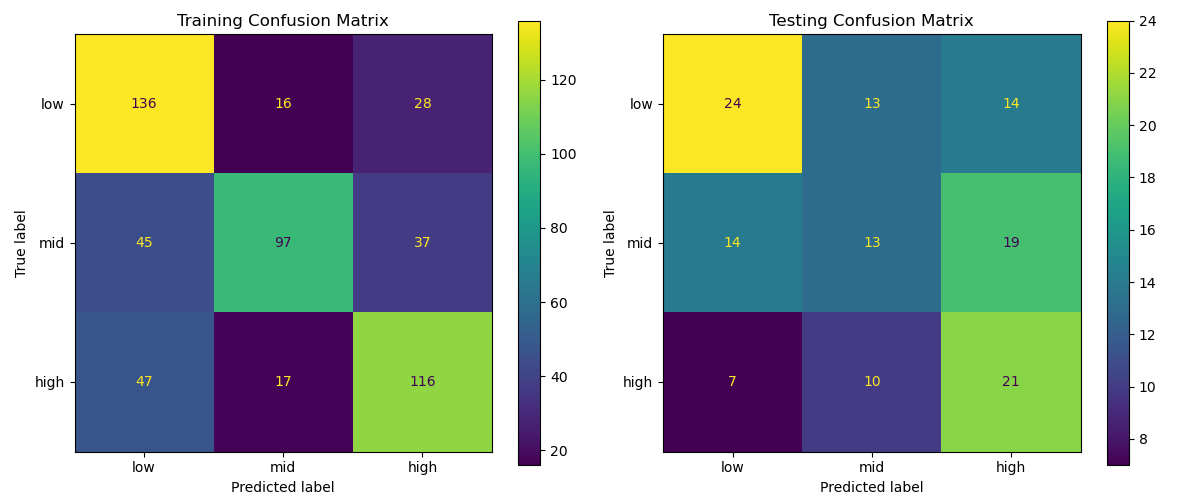 Training Confusion Matrix
True label
low
mid
high
136 16 28
45 97 37
47 17 116
low mid high
Predicted label
120
100
80
60
40
20
Testing Confusion Matrix
True label
low
mid
high
24 13 14
14 13 19
7 10 21
low mid high
Predicted label
24
22
20
18
16
14
12
10
8